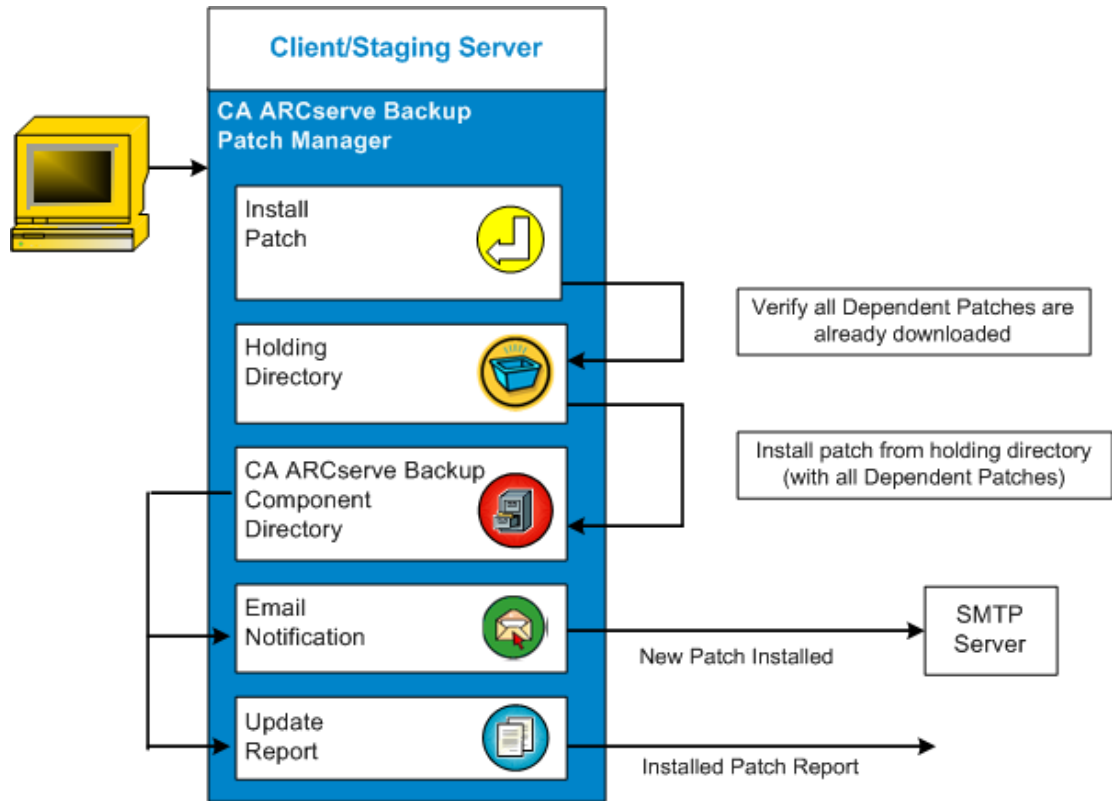 Client/Staging Server
CA ARCserve Backup
Patch Manager
Install
Patch
Verify all Dependent Patches are
already downloaded
Holding
Directory
Install patch from holding directory
(with all Dependent Patches)
CA ARCserve Backup
Component
Directory
Email
Notification
New Patch Installed
SMTP
Server
Update
Report
Installed Patch Report